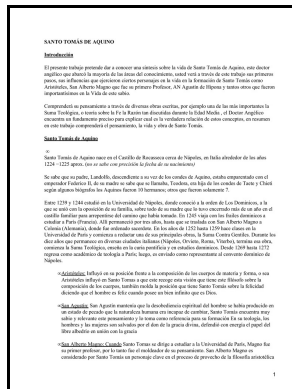 SANTO TOMÁS DE AQUINO
Introducción
El presente trabajo pretende dar a conocer una síntesis sobre la vida de Santo Tomás de Aquino, este doctor
angélico que abarcó la mayoría de las áreas del conocimiento, usted verá a través de este trabajo sus primeros
pasos, sus influencias que ejercieron ciertos personajes en la vida en la formación de Santo Tomás como
Aristóteles, San Alberto Magno que fue su primero Profesor, AN Agustín de Hipona y tantos otros que fueron
importantísimos en la Vida de este sabio.
Comprenderá su pensamiento a través de diversas obras escritas, por ejemplo una de las más importantes la
Suma Teológica, o teoría sobre la Fe la Razón tan discutidas durante la Edad Media , el Doctor Angélico
encuentra un fundamento preciso para explicar cual es la verdadera relación de estos conceptos, en resumen
en este trabajo comprenderá el pensamiento, la vida y obra de Santo Tomás.
Santo Tomás de Aquino
Santo Tomás de Aquino nace en el Castillo de Rocaseca cerca de Nápoles, en Italia alrededor de los años
1224 - 1225 aprox. (no se sabe con precisión la fecha de su nacimiento)
Se sabe que su padre, Landolfo, descendiente a su vez de los condes de Aquino, estaba emparentado con el
emperador Federico II, de su madre se sabe que se llamaba, Teodora, era hija de los condes de Taete y Chieti
según algunos biógrafos los Aquinos fueron 10 hermanos; otros que fueron solamente 7.
Entre 1239 y 1244 estudió en la Universidad de Nápoles, donde conoció a la orden de Los Dominicos, a la
que se unió con la oposición de su familia, sobre todo de su madre que lo tuvo encerrado más de un año en el
castillo familiar para arrepentirse del camino que había tomado. En 1245 viaja con los frailes dominicos a
estudiar a París (Francia). Allí permaneció por tres años, hasta que se traslada con San Alberto Magno a
Colonia (Alemania), donde fue ordenado sacerdote. En los años de 1252 hasta 1259 hace clases en la
Universidad de París y comienza a redactar una de sus principales obras, la Suma Contra Gentiles. Durante los
diez años que permanece en diversas ciudades italianas (Nápoles, Orvieto, Roma, Viterbo), termina esa obra,
comienza la Suma Teológica, enseña en la curia pontificia y en estudios dominicos. Desde 1269 hasta 1272
regresa como académico de teología a París; luego, es enviado como representante al convento dominico de
Nápoles.
Aristóteles: Influyó en su posición frente a la composición de los cuerpos de materia y forma, o sea
Aristóteles influyó en Santo Tomas a que este recoge esta visión que tiene este filósofo sobre la
composición de los cuerpos, también rodela la posición que tiene Santo Tomás sobre la felicidad
diciendo que el hombre es feliz cuando posee un bien infinito que es Dios.
San Agustín: San Agustín mantenía que la desobediencia espiritual del hombre se había producido en
un estado de pecado que la naturaleza humana era incapaz de cambiar, Santo Tomás encuentra muy
sabio y relevante este pensamiento y lo toma como referencia para su formación En su teología, los
hombres y las mujeres son salvados por el don de la gracia divina, defendió con energía el papel del
libre albedrío en unión con la gracia
San Alberto Magno: Cuando Santo Tomas se dirige a estudiar a la Universidad de París, Magno fue
su primer profesor, por lo tanto fue el moldeador de su pensamiento. San Alberto Magno es
considerado por Santo Tomás un personaje clave en el proceso de provecho de la filosofía aristotélica
1